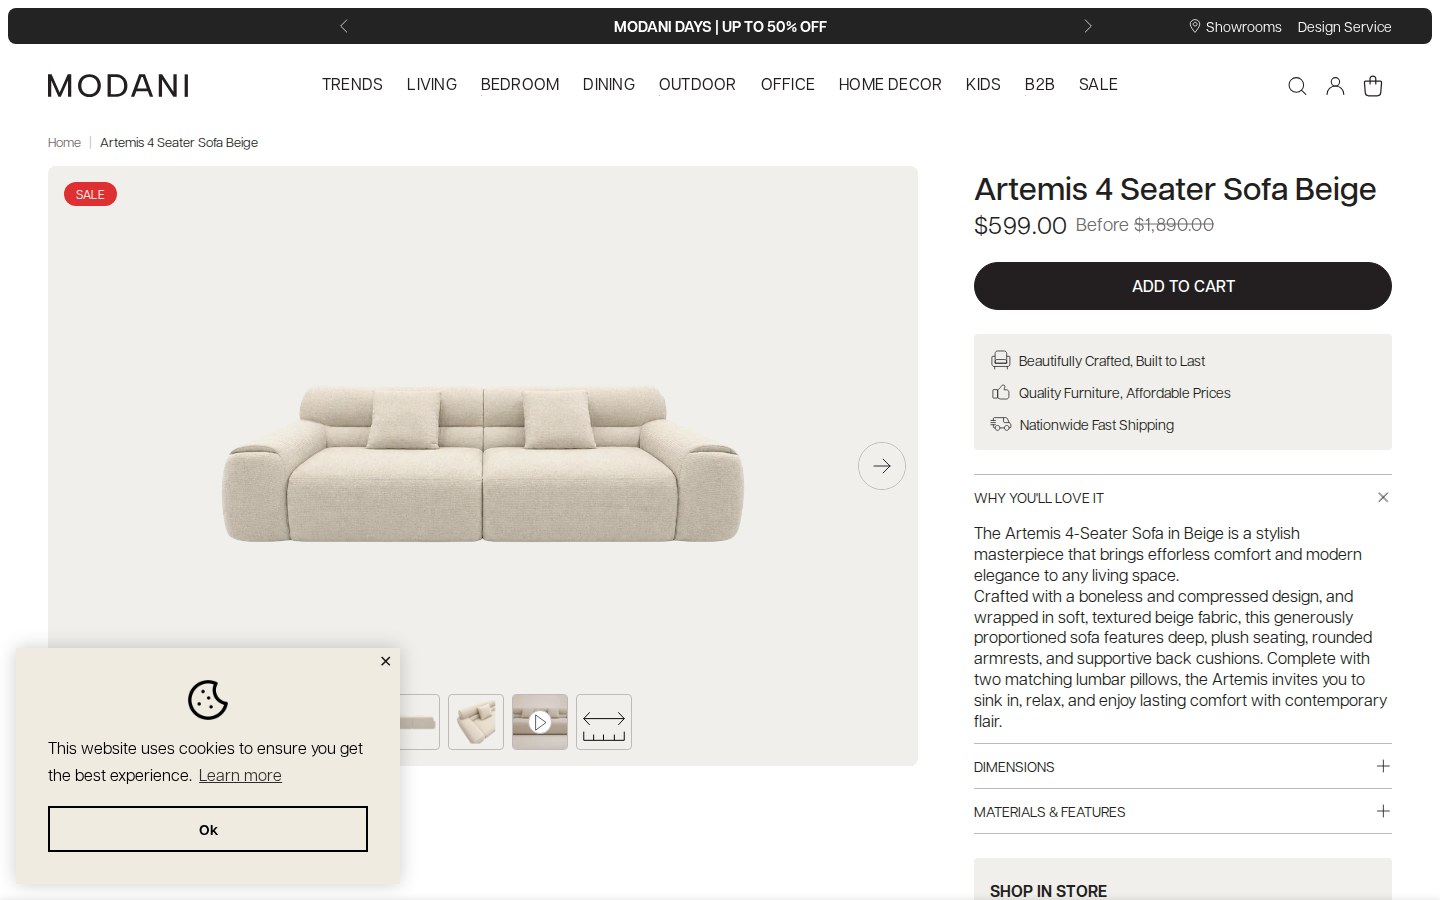 MODANI DAYS | UP TO 50% OFF
Showrooms
Design Service
MODANI
TRENDS
LIVING
BEDROOM
DINING
OUTDOOR
OFFICE
HOME DECOR
KIDS
B2B
SALE
Home
Artemis 4 Seater Sofa Beige
SALE
Artemis 4 Seater Sofa Beige
$599.00 Before $1,890.00
ADD TO CART
Beautifully Crafted, Built to Last
Quality Furniture, Affordable Prices
Nationwide Fast Shipping
WHY YOU'LL LOVE IT
The Artemis 4-Seater Sofa in Beige is a stylish
masterpiece that brings efforless comfort and modern
elegance to any living space.
Crafted with a boneless and compressed design, and
wrapped in soft, textured beige fabric, this generously
proportioned sofa features deep, plush seating, rounded
armrests, and supportive back cushions. Complete with
two matching lumbar pillows, the Artemis invites you to
sink in, relax, and enjoy lasting comfort with contemporary
flair.
DIMENSIONS
MATERIALS & FEATURES
SHOP IN STORE
This website uses cookies to ensure you get
the best experience. Learn more
Ok